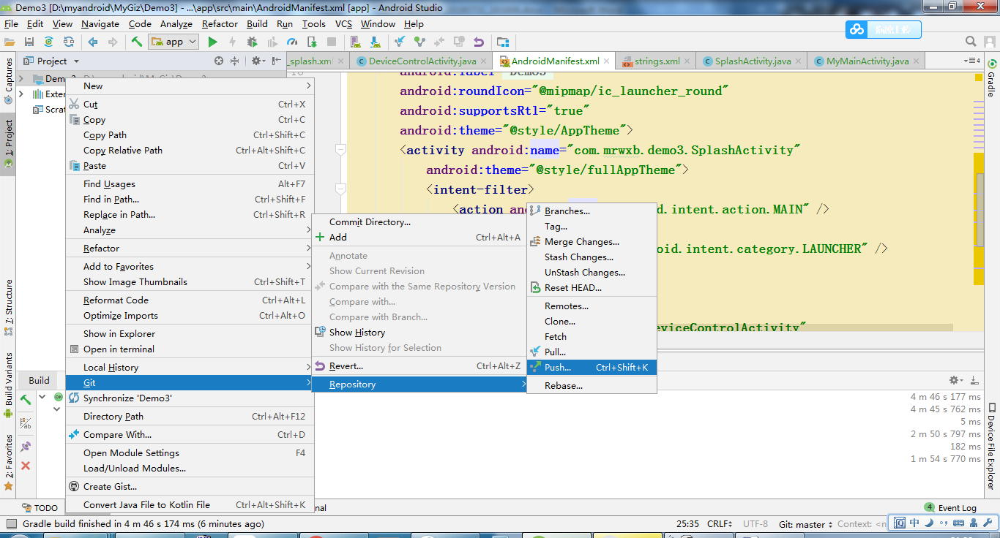 Demo3 [D:\myandroid\MyGiz\Demo3] - ...\app\src\main\AndroidManifest.xml [app] - Android Studio
File Edit View Navigate Code Analyze Refactor Build Run Tools VCS Window Help
app
Project
_splash.xml DeviceControlActivity.java AndroidManifest.xml strings.xml SplashActivity.java MyMainActivity.java
4
Captures
1: Project
7: Structure
Build Variants
2: Favorites
Gradle
Device File Explorer
Exter
Scrat
New
Cut Ctrl+X
Copy Ctrl+C
Copy Path Ctrl+Shift+C
Copy Relative Path Ctrl+Alt+Shift+C
Paste Ctrl+V
Find Usages Alt+F7
Find in Path... Ctrl+Shift+F
Replace in Path... Ctrl+Shift+R
Analyze
Refactor
Add to Favorites
Show Image Thumbnails Ctrl+Shift+T
Reformat Code Ctrl+Alt+L
Optimize Imports Ctrl+Alt+O
Show in Explorer
Open in terminal
Local History
Git
Synchronize 'Demo3'
Directory Path Ctrl+Alt+F12
Compare With... Ctrl+D
Open Module Settings F4
Load/Unload Modules...
Create Gist...
Convert Java File to Kotlin File Ctrl+Alt+Shift+K
Commit Directory...
Add Ctrl+Alt+A
Annotate
Show Current Revision
Compare with the Same Repository Version
Compare with...
Compare with Branch...
Show History
Show History for Selection
Revert... Ctrl+Alt+Z
Repository
Branches...
Tag...
Merge Changes...
Stash Changes...
UnStash Changes...
Reset HEAD...
Remotes...
Clone...
Fetch
Pull...
Push... Ctrl+Shift+K
Rebase...
android:label="Demo3"
android:roundIcon="@mipmap/ic_launcher_round"
android:supportsRtl="true"
android:theme="@style/AppTheme">
<activity android:name="com.mrwxb.demo3.SplashActivity"
android:theme="@style/fullAppTheme">
<intent-filter>
<action and d.intent.action.MAIN" />
oid.intent.category.LAUNCHER" />
DeviceControlActivity"
Build
OK
4 m 46 s 177 ms
4 m 45 s 762 ms
5 ms
2 m 50 s 797 ms
182 ms
1 m 54 s 770 ms
TODO
nal
4 Event Log
Gradle build finished in 4 m 46 s 174 ms (6 minutes ago)
25:35 CRLF UTF-8 Git: master Context: <n
中